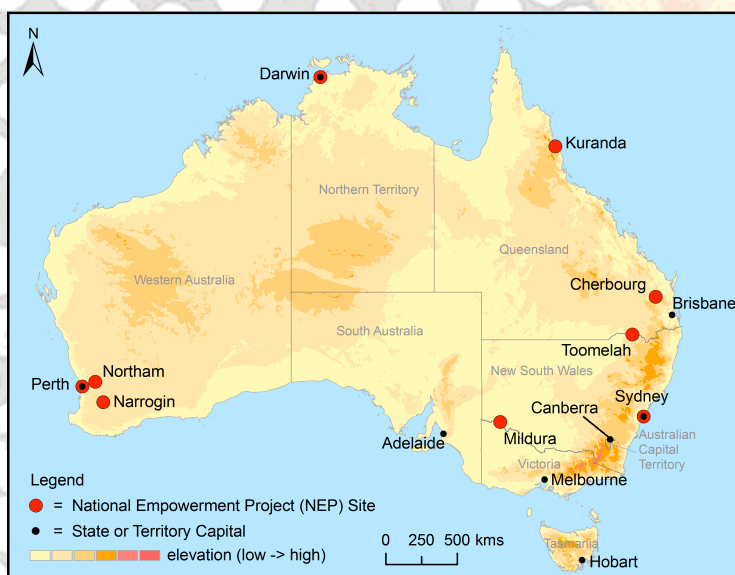 N
Darwin
Kuranda
Northern Territory
Queensland
Western Australia
Cherbourg
Brisbane
South Australia
Toomelah
New South Wales
Northam
Perth
Narrogin
Sydney
Canberra
Adelaide
Mildura
Australian
Capital
Territory
Victoria
Melbourne
Legend
= National Empowerment Project (NEP) Site
= State or Territory Capital
elevation (low -> high)
0 250 500 kms
Tasmania
Hobart